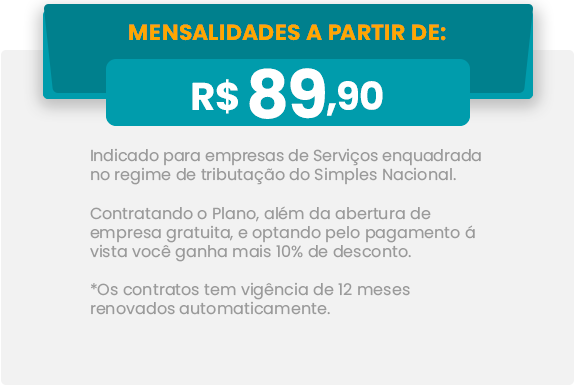 MENSALIDADES A PARTIR DE:
R$ 89,90
Indicado para empresas de Serviços enquadrada
no regime de tributação do Simples Nacional.
Contratando o Plano, além da abertura de
empresa gratuita, e optando pelo pagamento á
vista você ganha mais 10% de desconto.
*Os contratos tem vigência de 12 meses
renovados automaticamente.